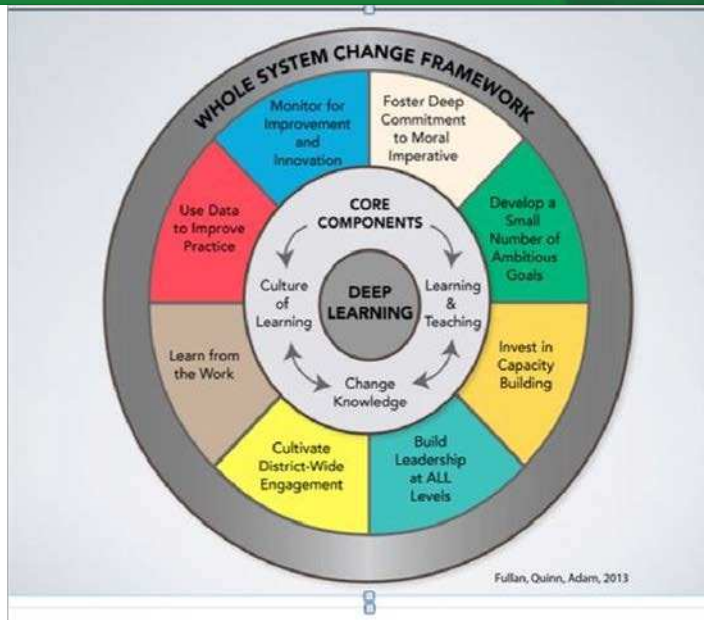 WHOLE SYSTEM CHANGE FRAMEWORK
Monitor for
Improvement
and
Innovation
Foster Deep
Commitment
to Moral
Imperative
Develop a
Small
Number of
Ambitious
Goals
Invest in
Capacity
Building
Build
Leadership
at ALL
Levels
Cultivate
District-Wide
Engagement
Learn from
the Work
Use Data
to Improve
Practice
CORE
COMPONENTS
Learning
&
Teaching
Change
Knowledge
Culture
of
Learning
DEEP
LEARNING
Fullan, Quinn, Adam, 2013